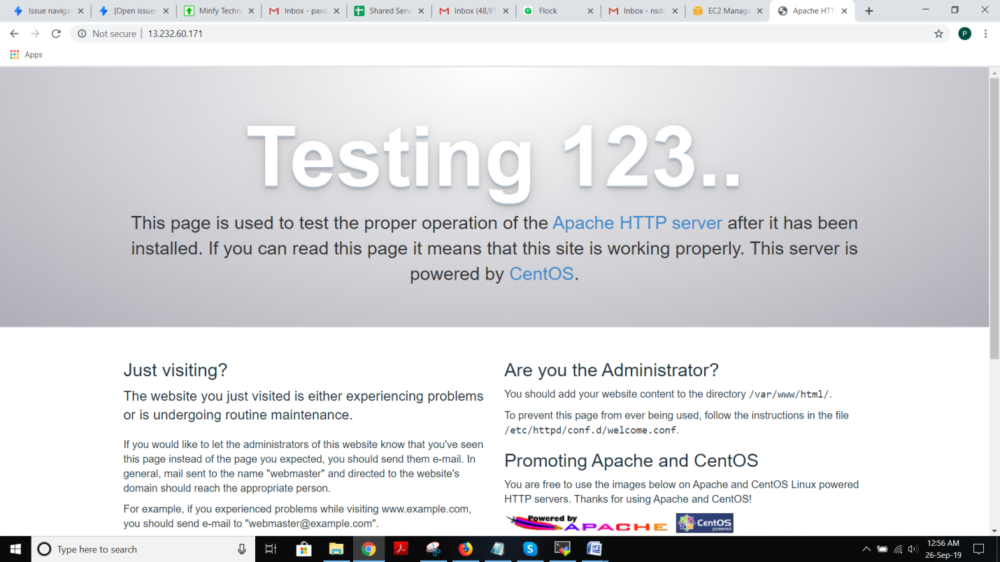 Issue navigat
[Open issues
Minfy Techn
Inbox - pava
Shared Servi
Inbox (48,91
Flock
Inbox - nsdc
EC2 Manage
Apache HTT
Not secure
13.232.60.171
P
Apps
Testing 123..
This page is used to test the proper operation of the Apache HTTP server after it has been
installed. If you can read this page it means that this site is working properly. This server is
powered by CentOS.
Just visiting?
The website you just visited is either experiencing problems
or is undergoing routine maintenance.
If you would like to let the administrators of this website know that you've seen
this page instead of the page you expected, you should send them e-mail. In
general, mail sent to the name "webmaster" and directed to the website's
domain should reach the appropriate person.
For example, if you experienced problems while visiting www.example.com,
you should send e-mail to "webmaster@example.com".
Are you the Administrator?
You should add your website content to the directory /var/www/html/.
To prevent this page from ever being used, follow the instructions in the file
/etc/httpd/conf.d/welcome.conf.
Promoting Apache and CentOS
You are free to use the images below on Apache and CentOS Linux powered
HTTP servers. Thanks for using Apache and CentOS!
Powered by
APACHE
CentOS
powered
Type here to search
12:56 AM
26-Sep-19